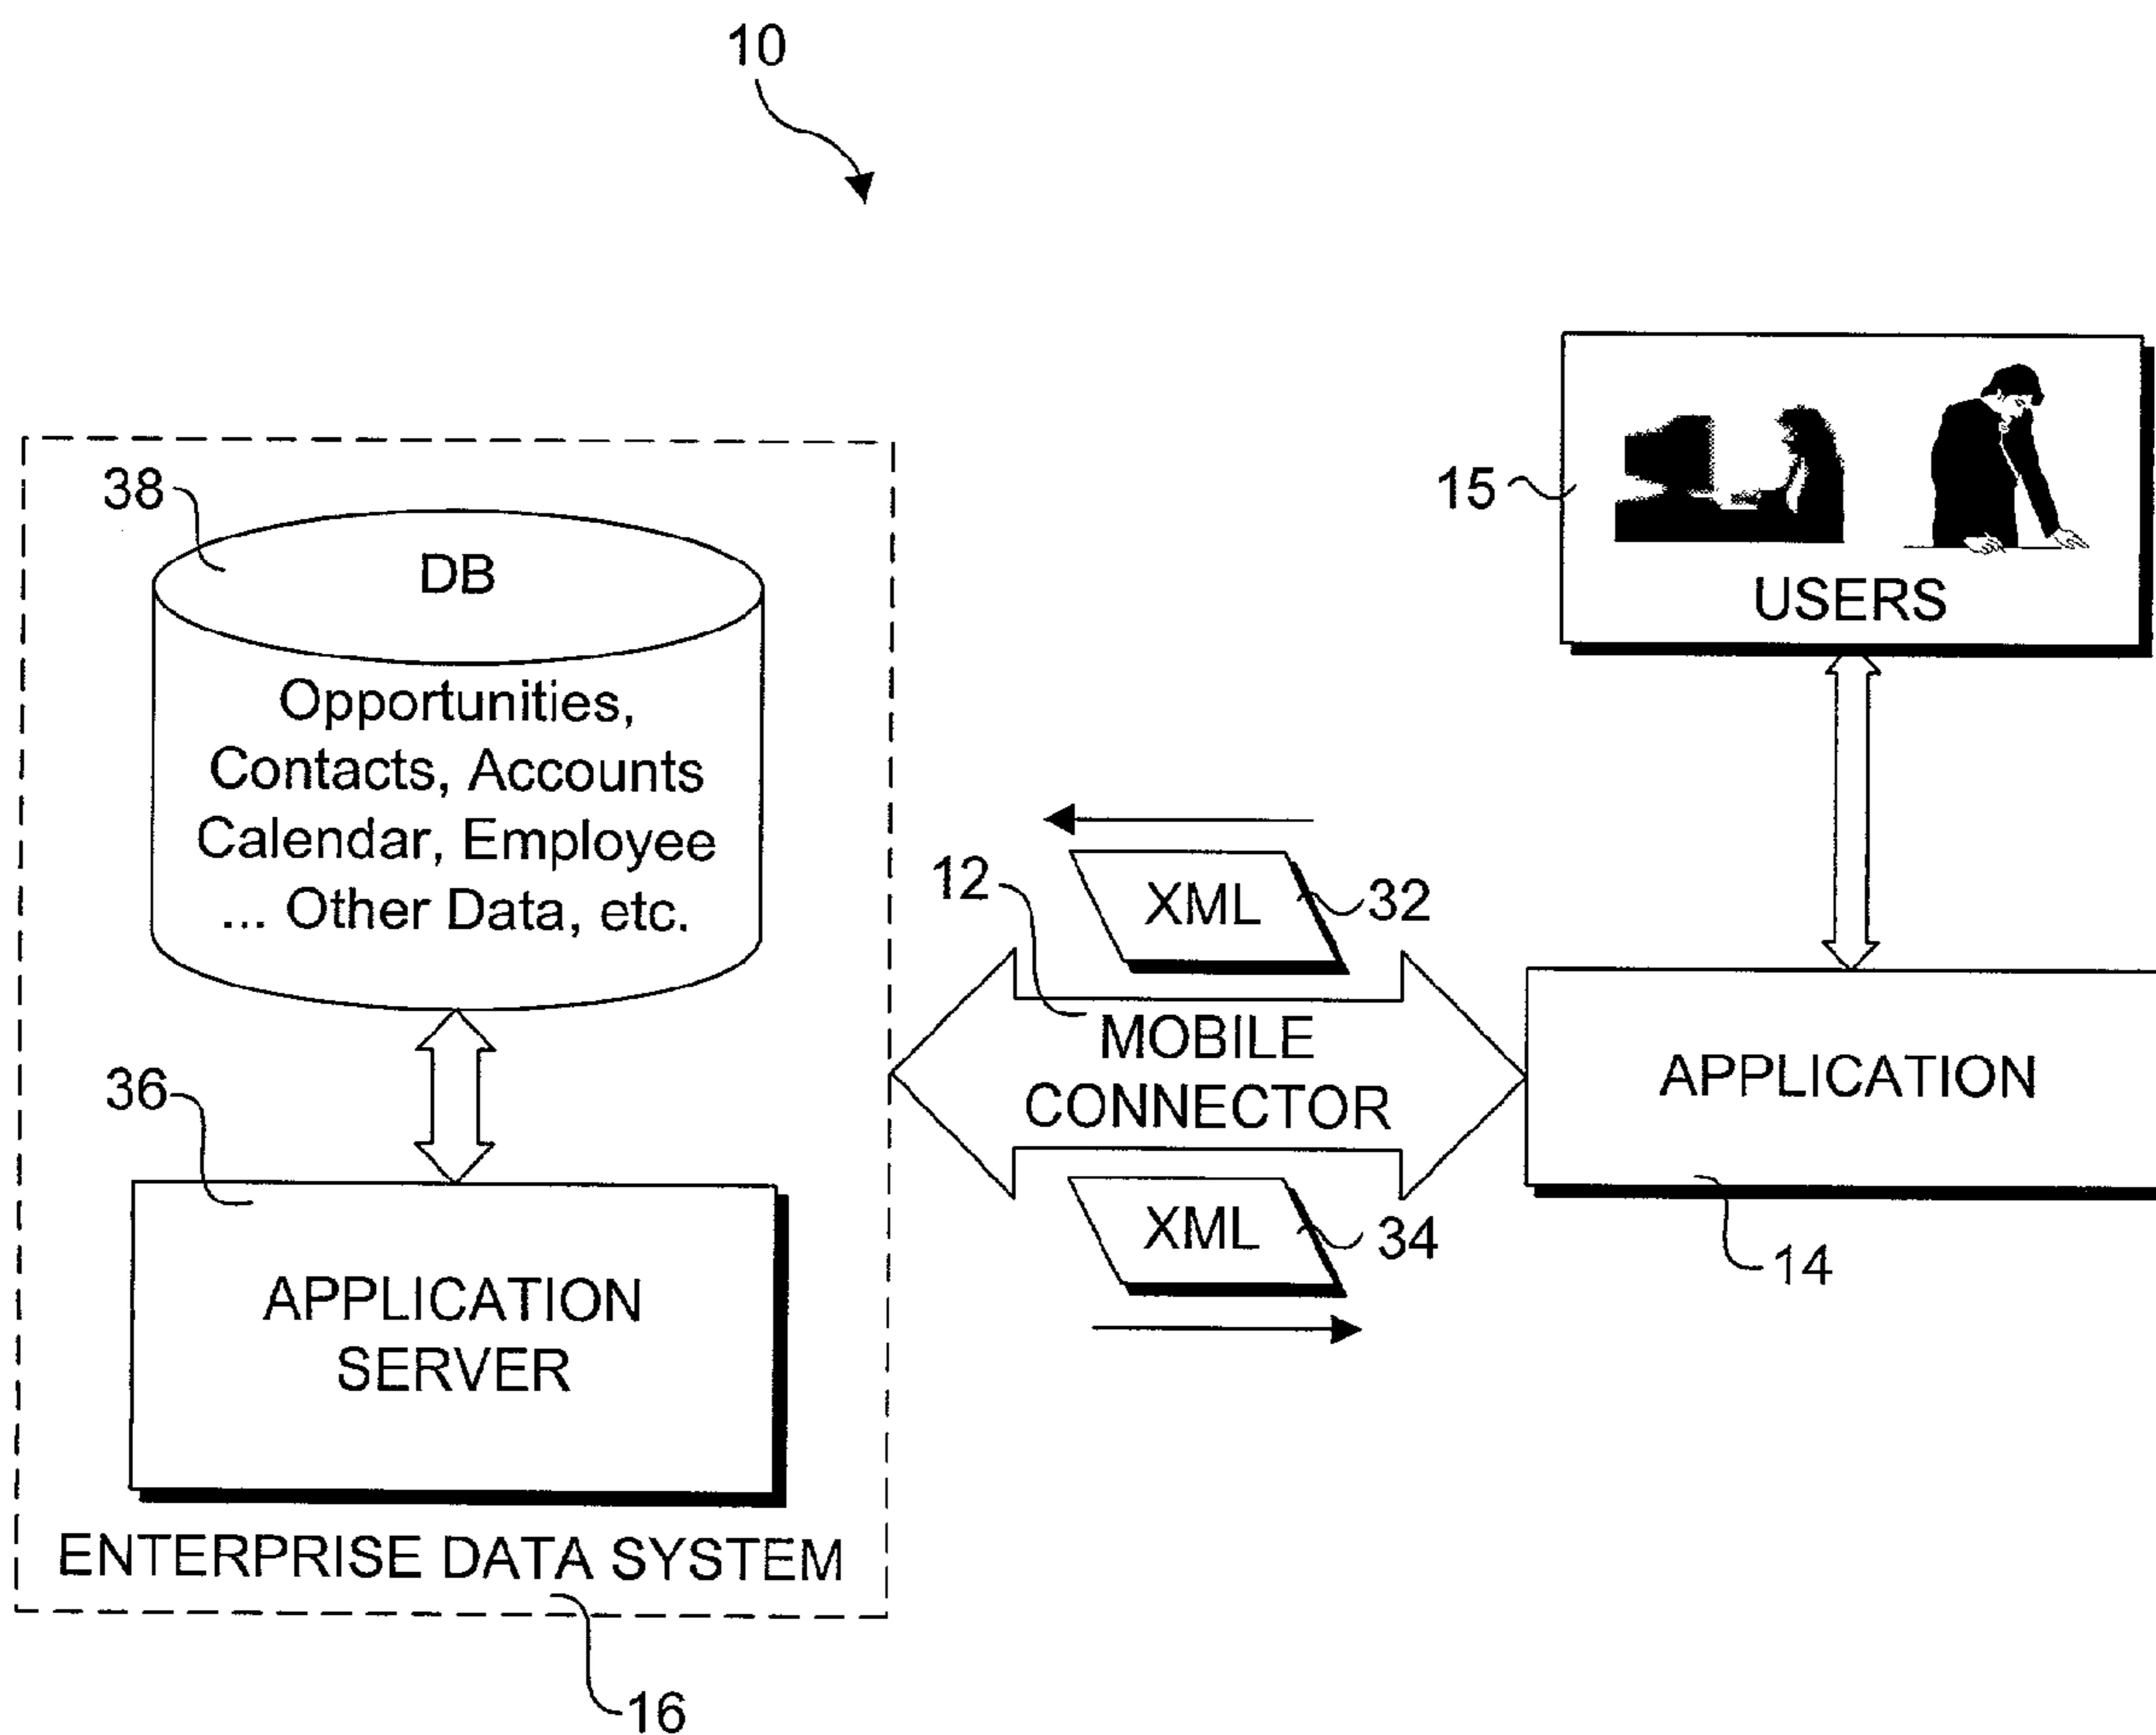 10
38
DB
Opportunities,
Contacts, Accounts
Calendar, Employee
... Other Data, etc.
36
APPLICATION
SERVER
ENTERPRISE DATA SYSTEM
16
12
XML
32
MOBILE
CONNECTOR
XML
34
15
USERS
APPLICATION
14